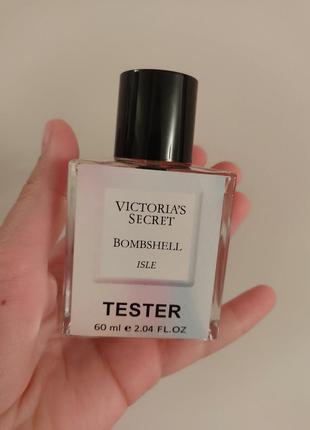 VICTORIA'S
SECRET
BOMBSHELL
ISLE
TESTER
60 ml e 2.04 FL.OZ